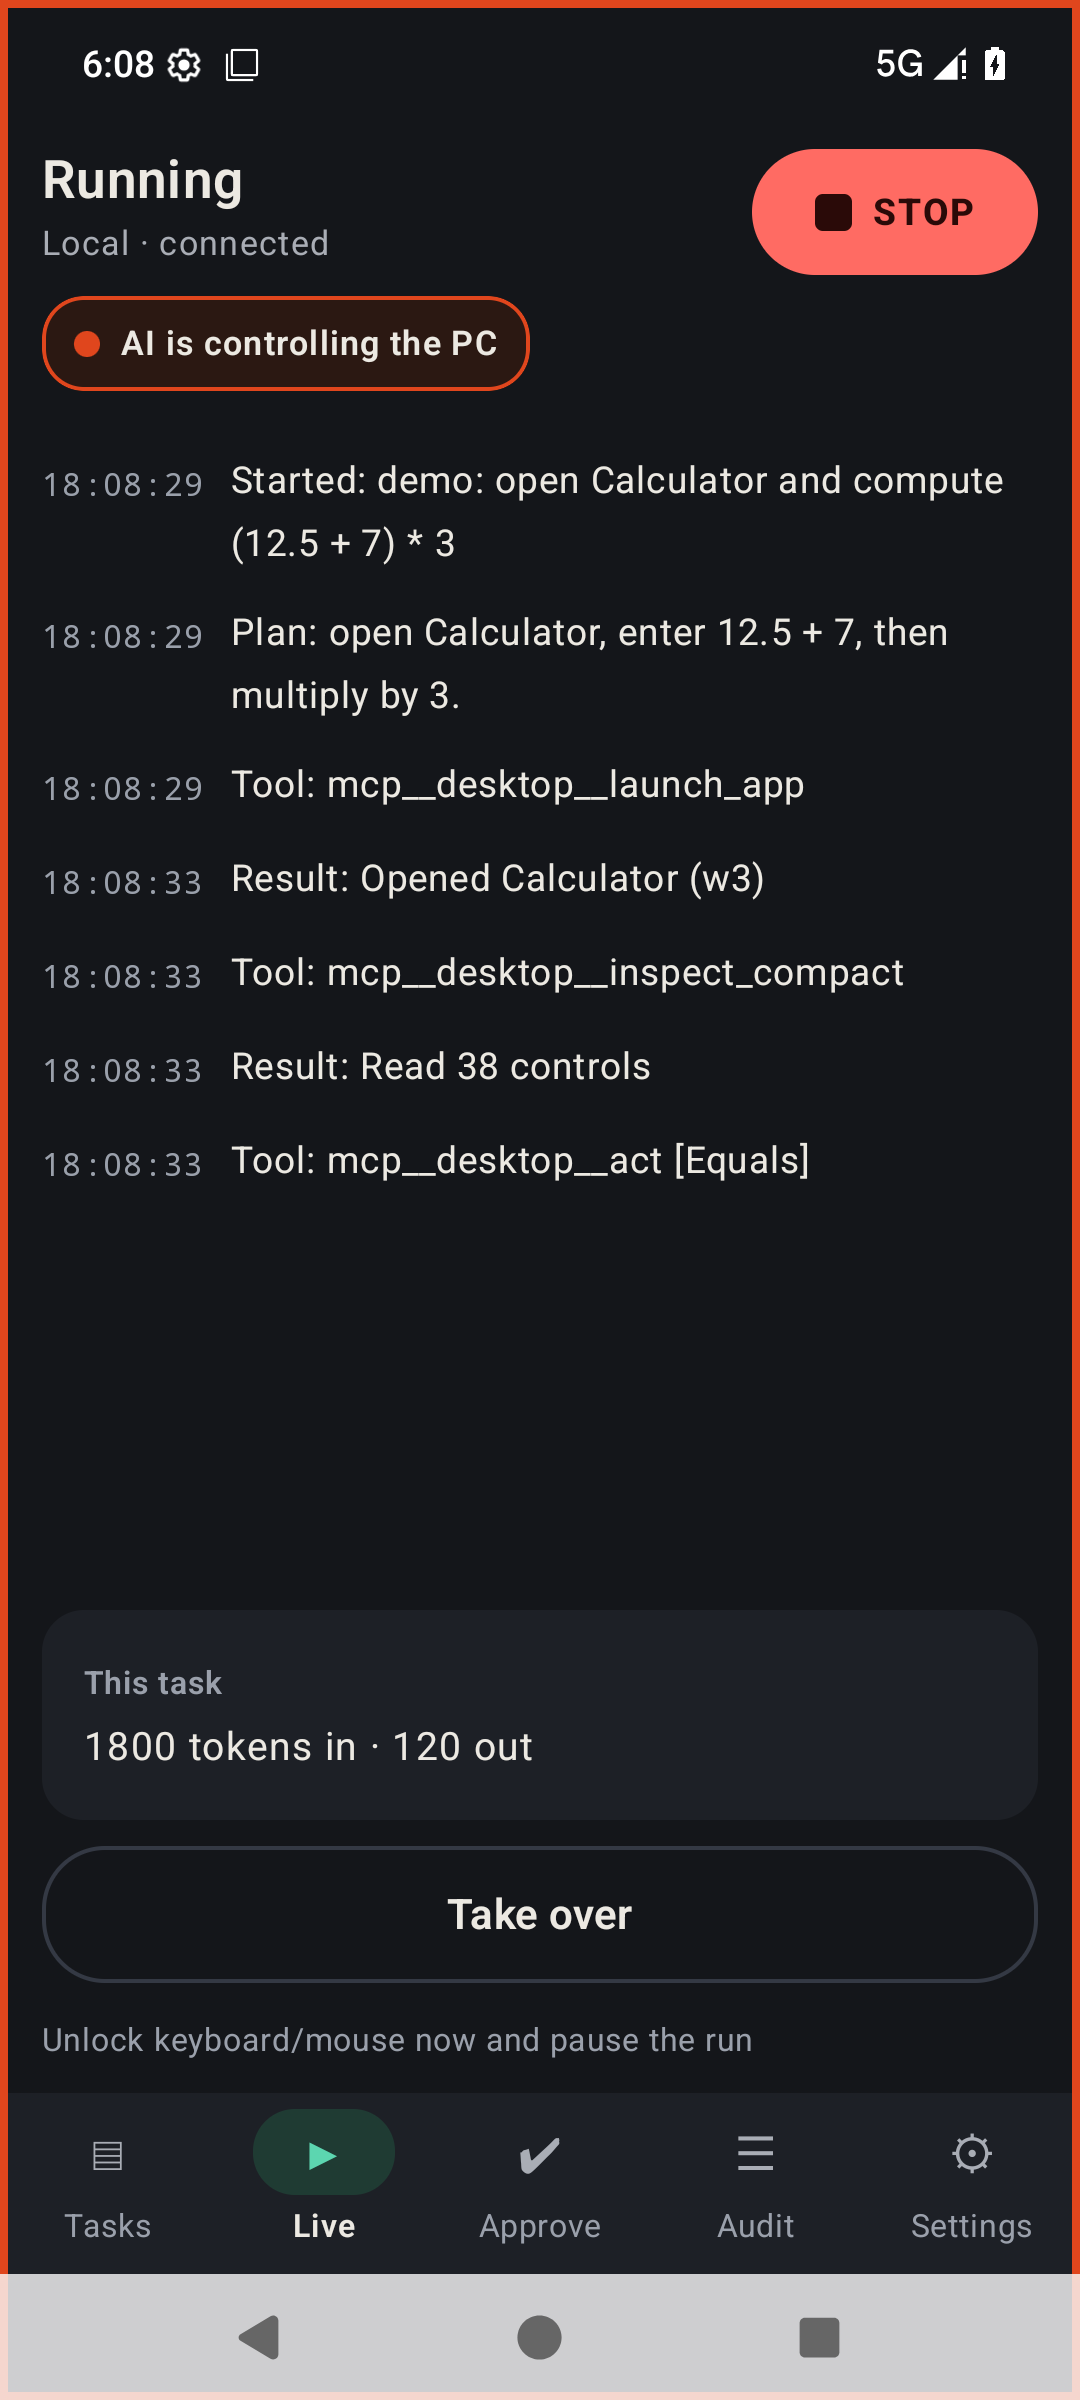 6:08
5G
Running
STOP
Local · connected
AI is controlling the PC
18:08:29 Started: demo: open Calculator and compute
(12.5 + 7) * 3
18:08:29 Plan: open Calculator, enter 12.5 + 7, then
multiply by 3.
18:08:29 Tool: mcp__desktop__launch_app
18:08:33 Result: Opened Calculator (w3)
18:08:33 Tool: mcp__desktop__inspect_compact
18:08:33 Result: Read 38 controls
18:08:33 Tool: mcp__desktop__act [Equals]
This task
1800 tokens in · 120 out
Take over
Unlock keyboard/mouse now and pause the run
Tasks Live Approve Audit Settings